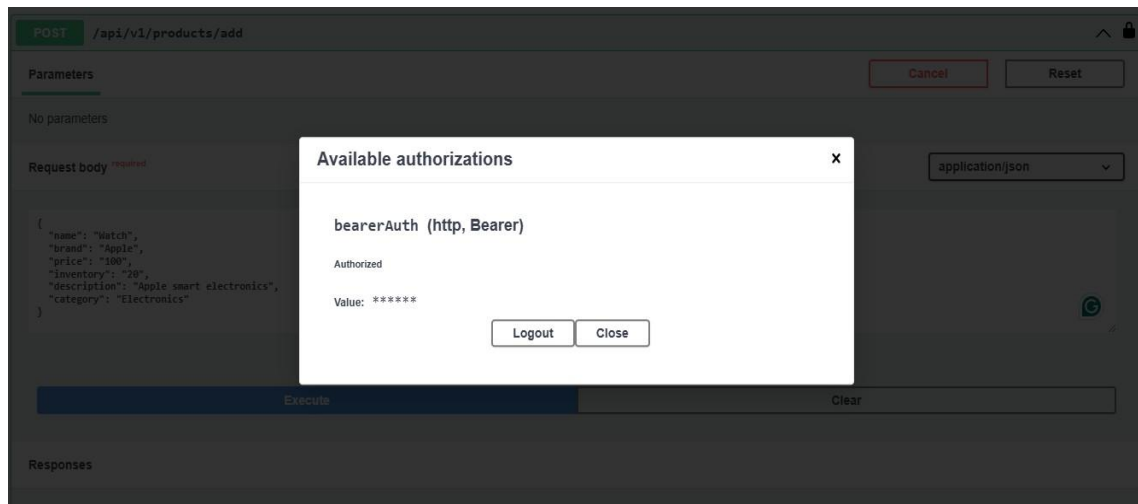 POST /api/v1/products/add
Parameters
Cancel
Reset
No parameters
Request body required
application/json
{
"name": "Watch",
"brand": "Apple",
"price": "100",
"inventory": "20",
"description": "Apple smart electronics",
"category": "Electronics"
}
Available authorizations
x
bearerAuth (http, Bearer)
Authorized
Value: ******
Logout
Close
Execute
Clear
Responses